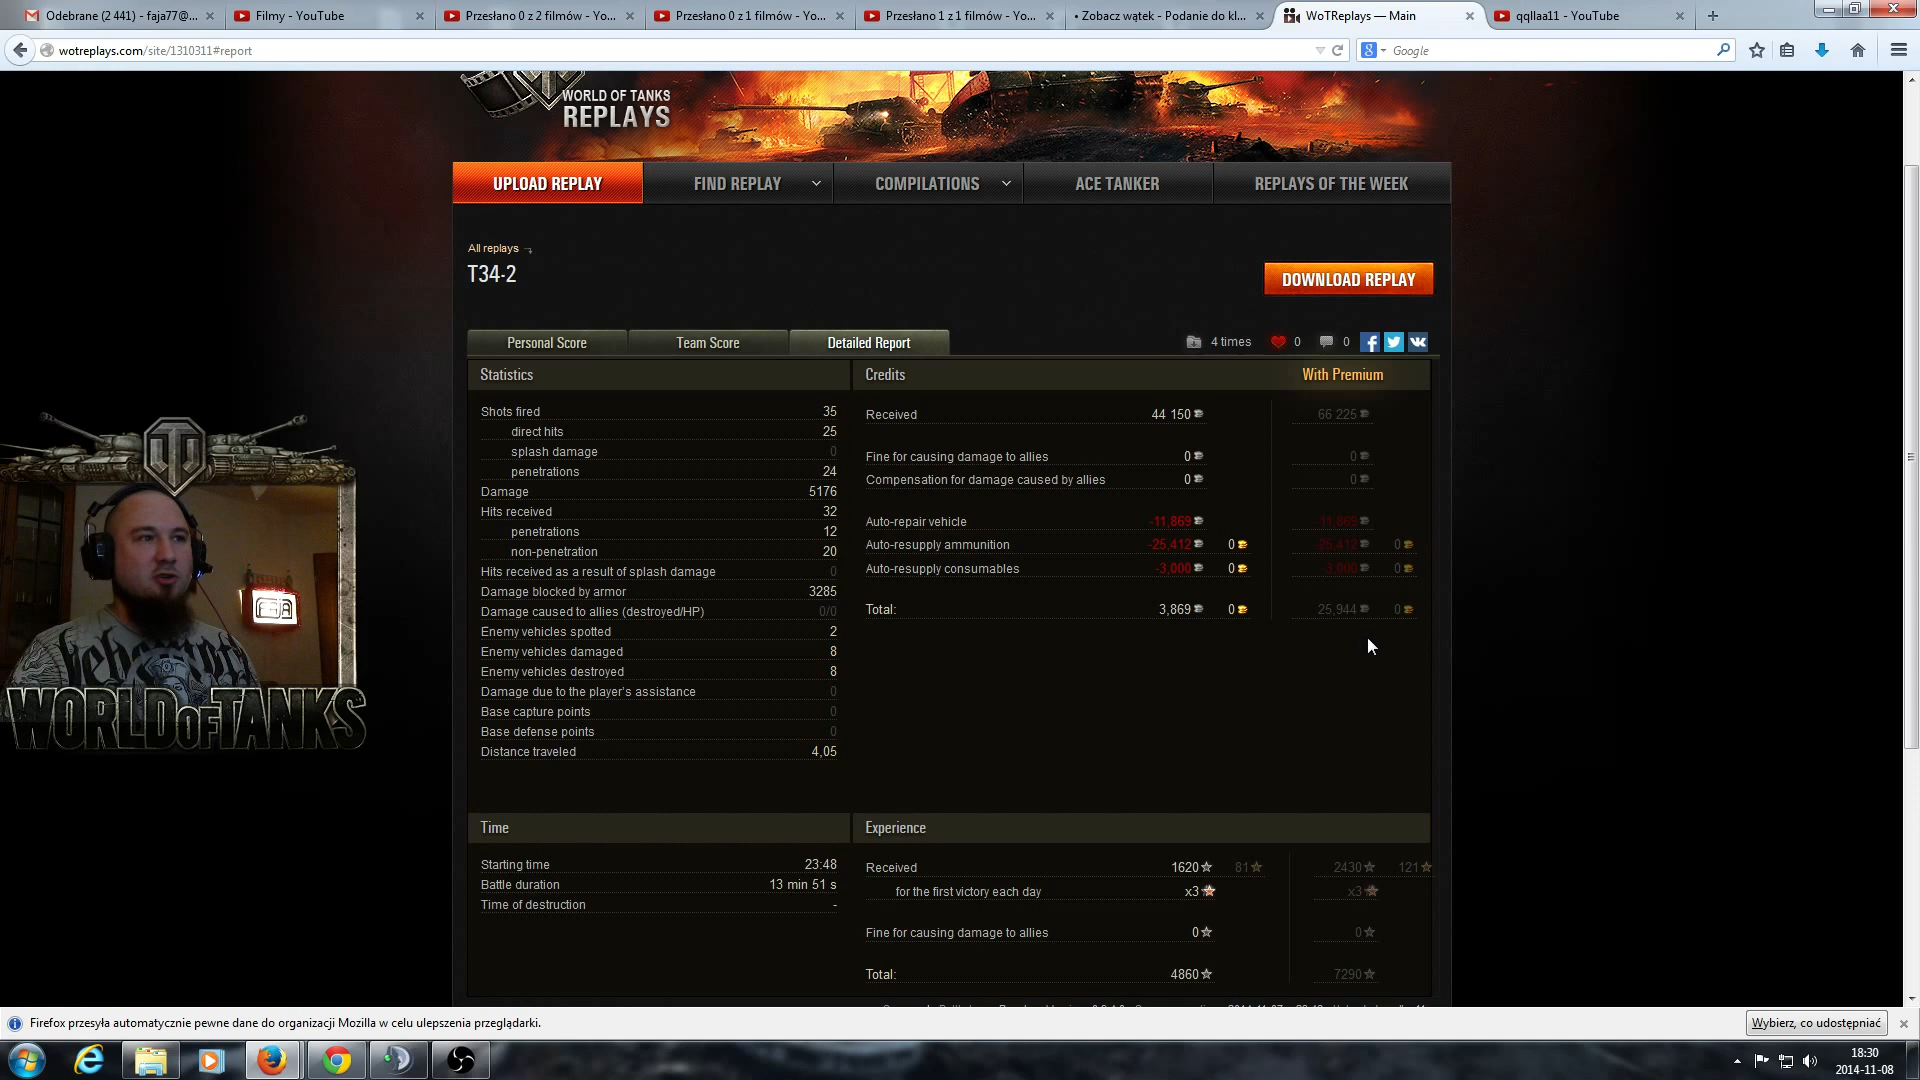 Odebrane (2 441) - faja77@...
Filmy - YouTube
Przesłano 0 z 2 filmów - Yo...
Przesłano 0 z 1 filmów - Yo...
Przesłano 1 z 1 filmów - Yo...
• Zobacz wątek - Podanie do kl...
WoTReplays — Main
qqllaa11 - YouTube
wotreplays.com/site/1310311#report
Google
WORLD OF TANKS
REPLAYS
UPLOAD REPLAY
FIND REPLAY
COMPILATIONS
ACE TANKER
REPLAYS OF THE WEEK
All replays
T34-2
DOWNLOAD REPLAY
Personal Score
Team Score
Detailed Report
4 times
0
0
Statistics
Shots fired 35
direct hits 25
splash damage 0
penetrations 24
Damage 5176
Hits received 32
penetrations 12
non-penetration 20
Hits received as a result of splash damage 0
Damage blocked by armor 3285
Damage caused to allies (destroyed/HP) 0/0
Enemy vehicles spotted 2
Enemy vehicles damaged 8
Enemy vehicles destroyed 8
Damage due to the player's assistance 0
Base capture points 0
Base defense points 0
Distance traveled 4,05
Credits With Premium
Received 44 150 66 225
Fine for causing damage to allies 0 0
Compensation for damage caused by allies 0 0
Auto-repair vehicle -11,869 -11,869
Auto-resupply ammunition -25,412 0 -25,412 0
Auto-resupply consumables -3,000 0 -3,000 0
Total: 3,869 0 25,944 0
Time
Starting time 23:48
Battle duration 13 min 51 s
Time of destruction -
Experience
Received 1620 81 2430 121
for the first victory each day x3 x3
Fine for causing damage to allies 0 0
Total: 4860 7290
WORLD OF TANKS
Firefox przesyła automatycznie pewne dane do organizacji Mozilla w celu ulepszenia przeglądarki.
Wybierz, co udostępniać
18:30
2014-11-08